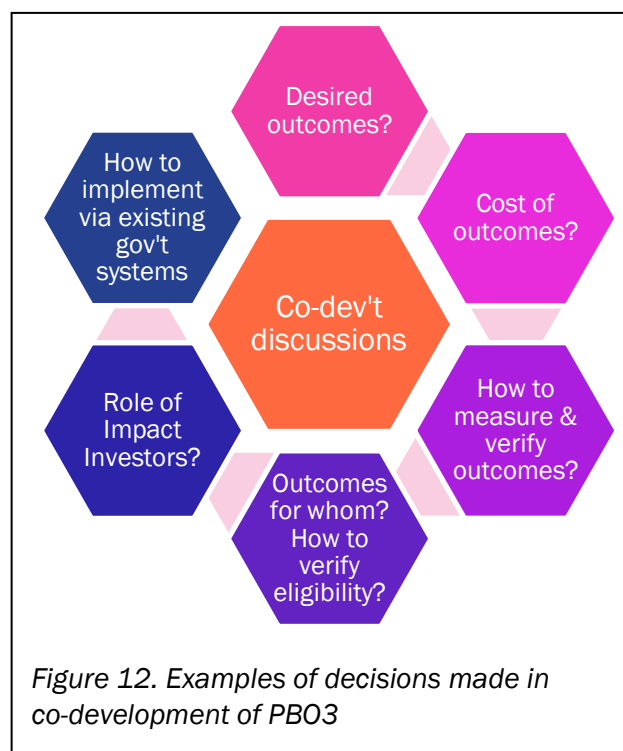 Desired
outcomes?
Cost of
outcomes?
How to
measure &
verify
outcomes?
Outcomes
for whom?
How to
verify
eligibility?
Role of
Impact
Investors?
How to
implement
via existing
gov't
systems
Co-dev't
discussions
Figure 12. Examples of decisions made in
co-development of PBO3